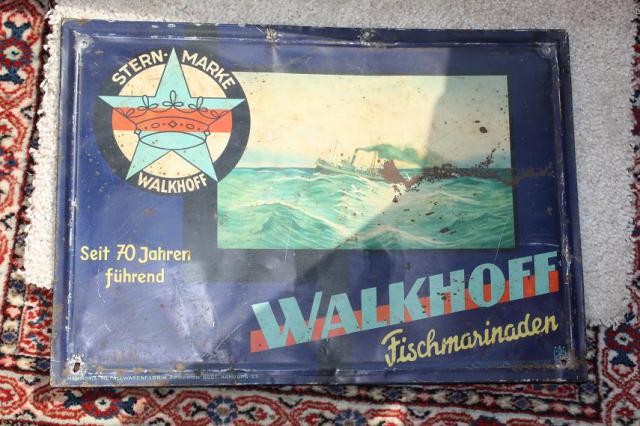 STERN-MARKE
WALKHOFF
Seit 70 Jahren
führend
WALKHOFF
Fischmarinaden